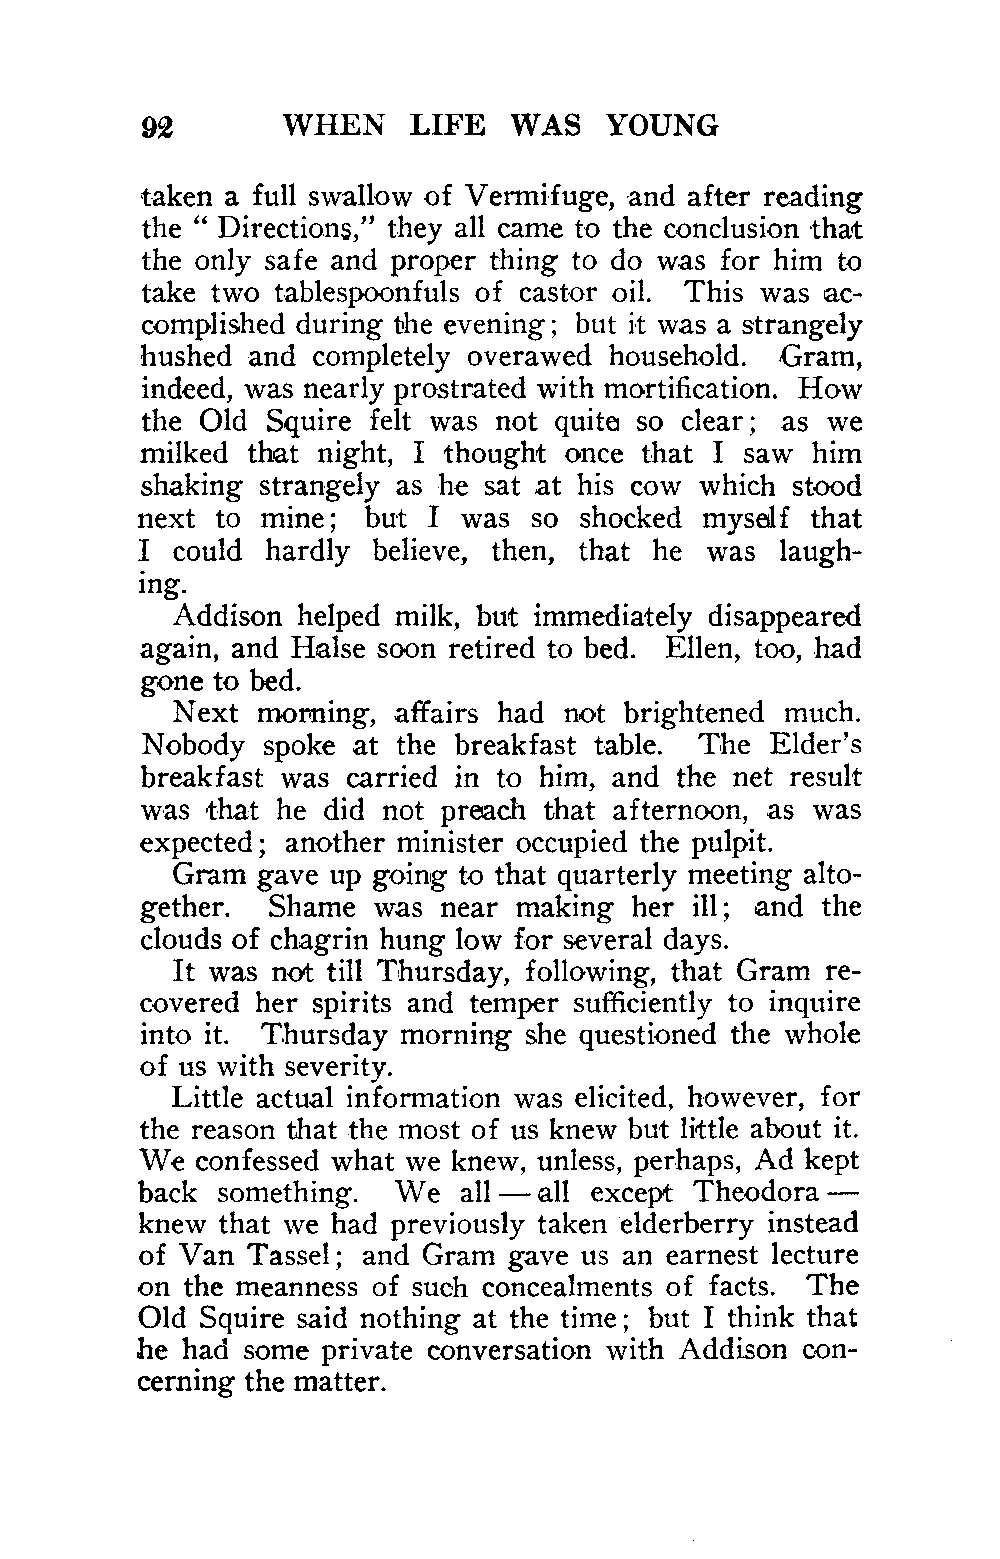 92 WHEN LIFE WAS YOUNG
taken a full swallow of Vermifuge, and after reading
the “ Directions,” they all came to the conclusion that
the only safe and proper thing to do was for him to
take two tablespoonfuls of castor oil. This was ac-
complished during the evening; but it was a strangely
hushed and completely overawed household. Gram,
indeed, was nearly prostrated with mortification. How
the Old Squire felt was not quite so clear; as we
milked that night, I thought once that I saw him
shaking strangely as he sat at his cow which stood
next to mine; but I was so shocked myself that
I could hardly believe, then, that he was laugh-
ing.
Addison helped milk, but immediately disappeared
again, and Halse soon retired to bed. Ellen, too, had
gone to bed.
Next morning, affairs had not brightened much.
Nobody spoke at the breakfast table. The Elder’s
breakfast was carried in to him, and the net result
was that he did not preach that afternoon, as was
expected; another minister occupied the pulpit.
Gram gave up going to that quarterly meeting alto-
gether. Shame was near making her ill; and the
clouds of chagrin hung low for several days.
It was not till Thursday, following, that Gram re-
covered her spirits and temper sufficiently to inquire
into it. Thursday morning she questioned the whole
of us with severity.
Little actual information was elicited, however, for
the reason that the most of us knew but little about it.
We confessed what we knew, unless, perhaps, Ad kept
back something. We all — all except Theodora —
knew that we had previously taken elderberry instead
of Van Tassel; and Gram gave us an earnest lecture
on the meanness of such concealments of facts. The
Old Squire said nothing at the time; but I think that
he had some private conversation with Addison con-
cerning the matter.